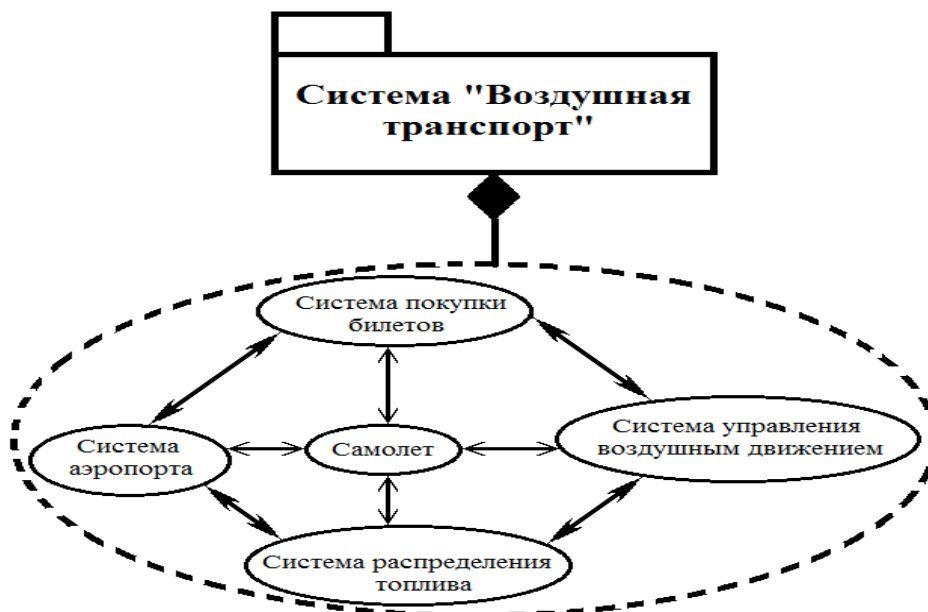 Система "Воздушная
транспорт"
Система покупки
билетов
Система
аэропорта
Самолет
Система управления
воздушным движением
Система распределения
топлива